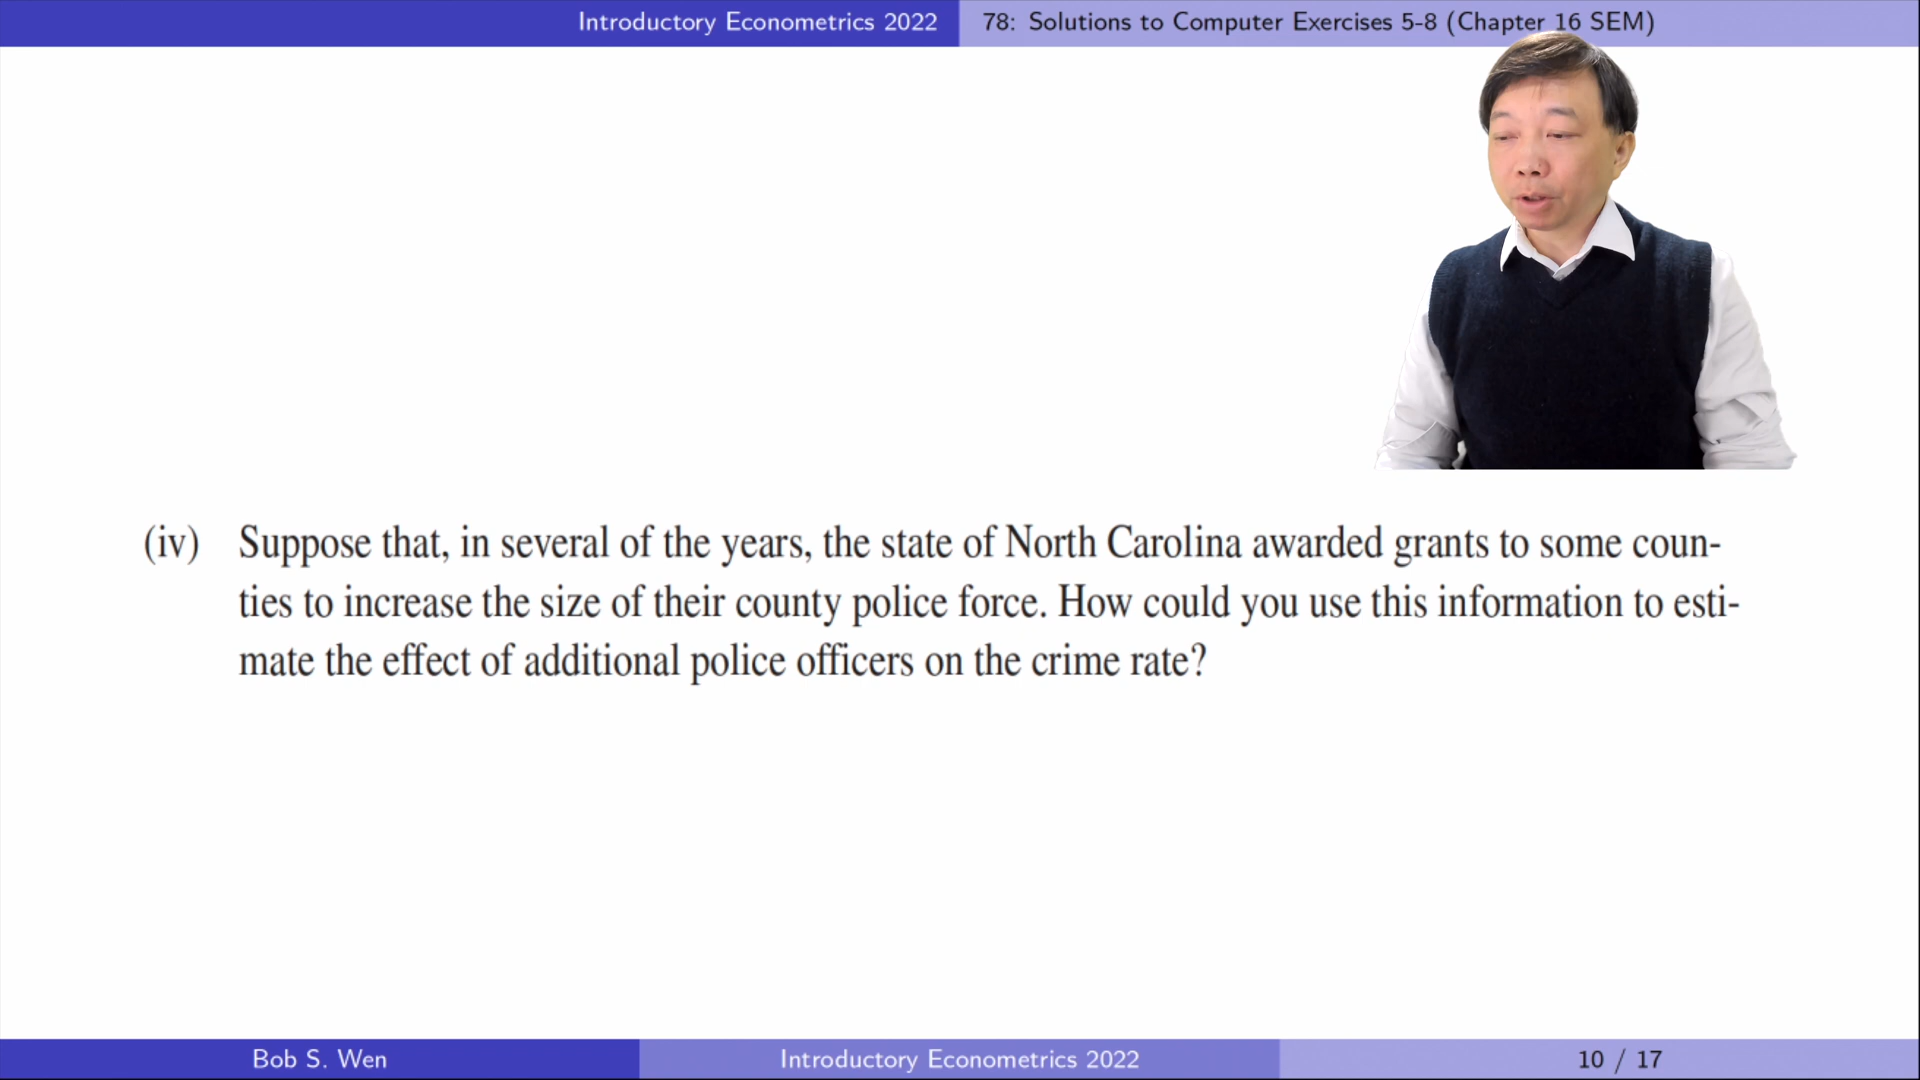 Introductory Econometrics 2022
78: Solutions to Computer Exercises 5-8 (Chapter 16 SEM)
(iv) Suppose that, in several of the years, the state of North Carolina awarded grants to some coun-
ties to increase the size of their county police force. How could you use this information to esti-
mate the effect of additional police officers on the crime rate?
Bob S. Wen
Introductory Econometrics 2022
10 / 17